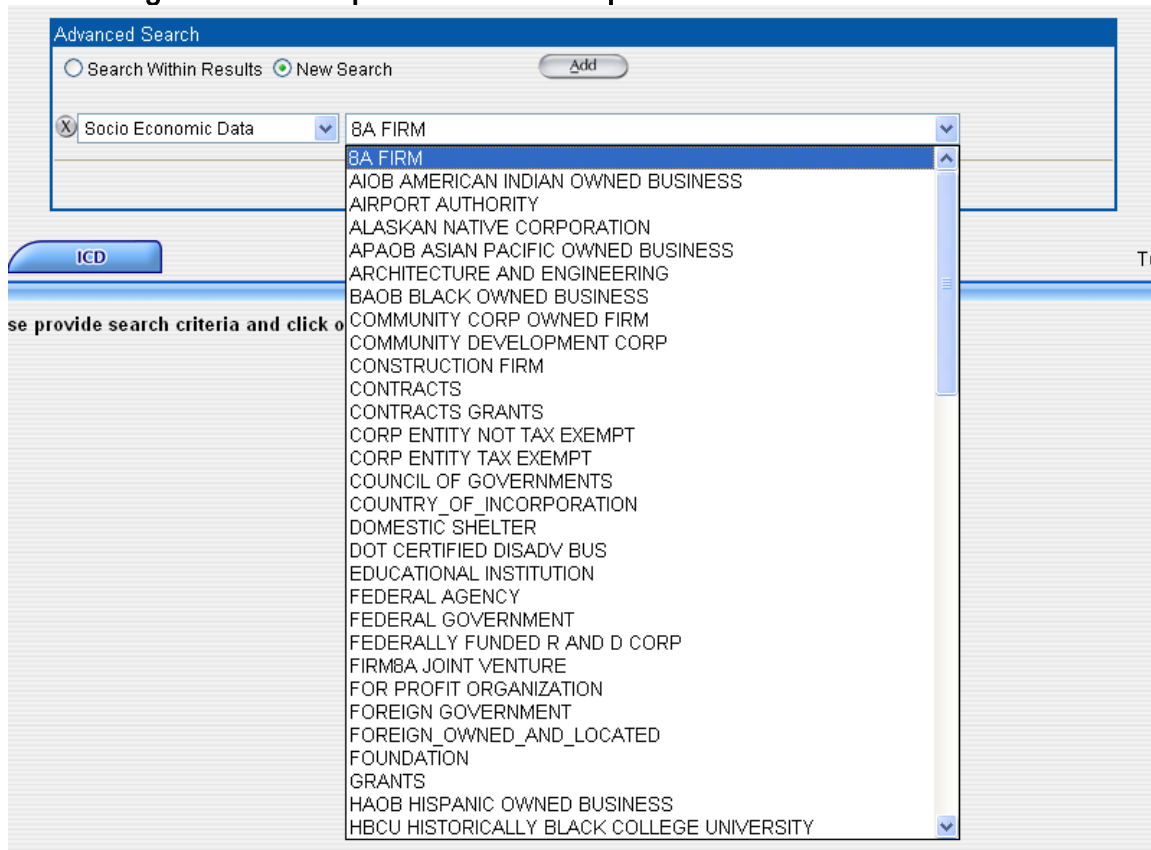 Advanced Search
Search Within Results New Search Add
X Socio Economic Data 8A FIRM
8A FIRM
AIOB AMERICAN INDIAN OWNED BUSINESS
AIRPORT AUTHORITY
ALASKAN NATIVE CORPORATION
APAOB ASIAN PACIFIC OWNED BUSINESS
ARCHITECTURE AND ENGINEERING
BAOB BLACK OWNED BUSINESS
COMMUNITY CORP OWNED FIRM
COMMUNITY DEVELOPMENT CORP
CONSTRUCTION FIRM
CONTRACTS
CONTRACTS GRANTS
CORP ENTITY NOT TAX EXEMPT
CORP ENTITY TAX EXEMPT
COUNCIL OF GOVERNMENTS
COUNTRY_OF_INCORPORATION
DOMESTIC SHELTER
DOT CERTIFIED DISADV BUS
EDUCATIONAL INSTITUTION
FEDERAL AGENCY
FEDERAL GOVERNMENT
FEDERALLY FUNDED R AND D CORP
FIRM8A JOINT VENTURE
FOR PROFIT ORGANIZATION
FOREIGN GOVERNMENT
FOREIGN_OWNED_AND_LOCATED
FOUNDATION
GRANTS
HAOB HISPANIC OWNED BUSINESS
HBCU HISTORICALLY BLACK COLLEGE UNIVERSITY
ICD
se provide search criteria and click o